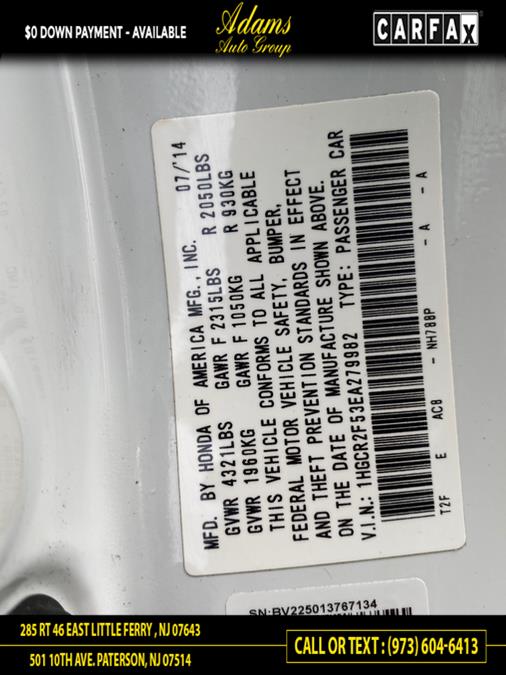 $0 DOWN PAYMENT - AVAILABLE
Adams
Auto Group
CARFAX
MFD. BY HONDA OF AMERICA MFG., INC. 07/'14
GVWR 4321LBS GAWR F 2315LBS R 2050LBS
GVWR 1960KG GAWR F 1050KG R 930KG
THIS VEHICLE CONFORMS TO ALL APPLICABLE
FEDERAL MOTOR VEHICLE SAFETY, BUMPER,
AND THEFT PREVENTION STANDARDS IN EFFECT
ON THE DATE OF MANUFACTURE SHOWN ABOVE.
V.I.N.: 1HGCR2F53EA279982 TYPE: PASSENGER CAR
T2F E AC8 - NH788P - A - A
SN:BV225013767134
285 RT 46 EAST LITTLE FERRY , NJ 07643
501 10TH AVE. PATERSON, NJ 07514
CALL OR TEXT : (973) 604-6413